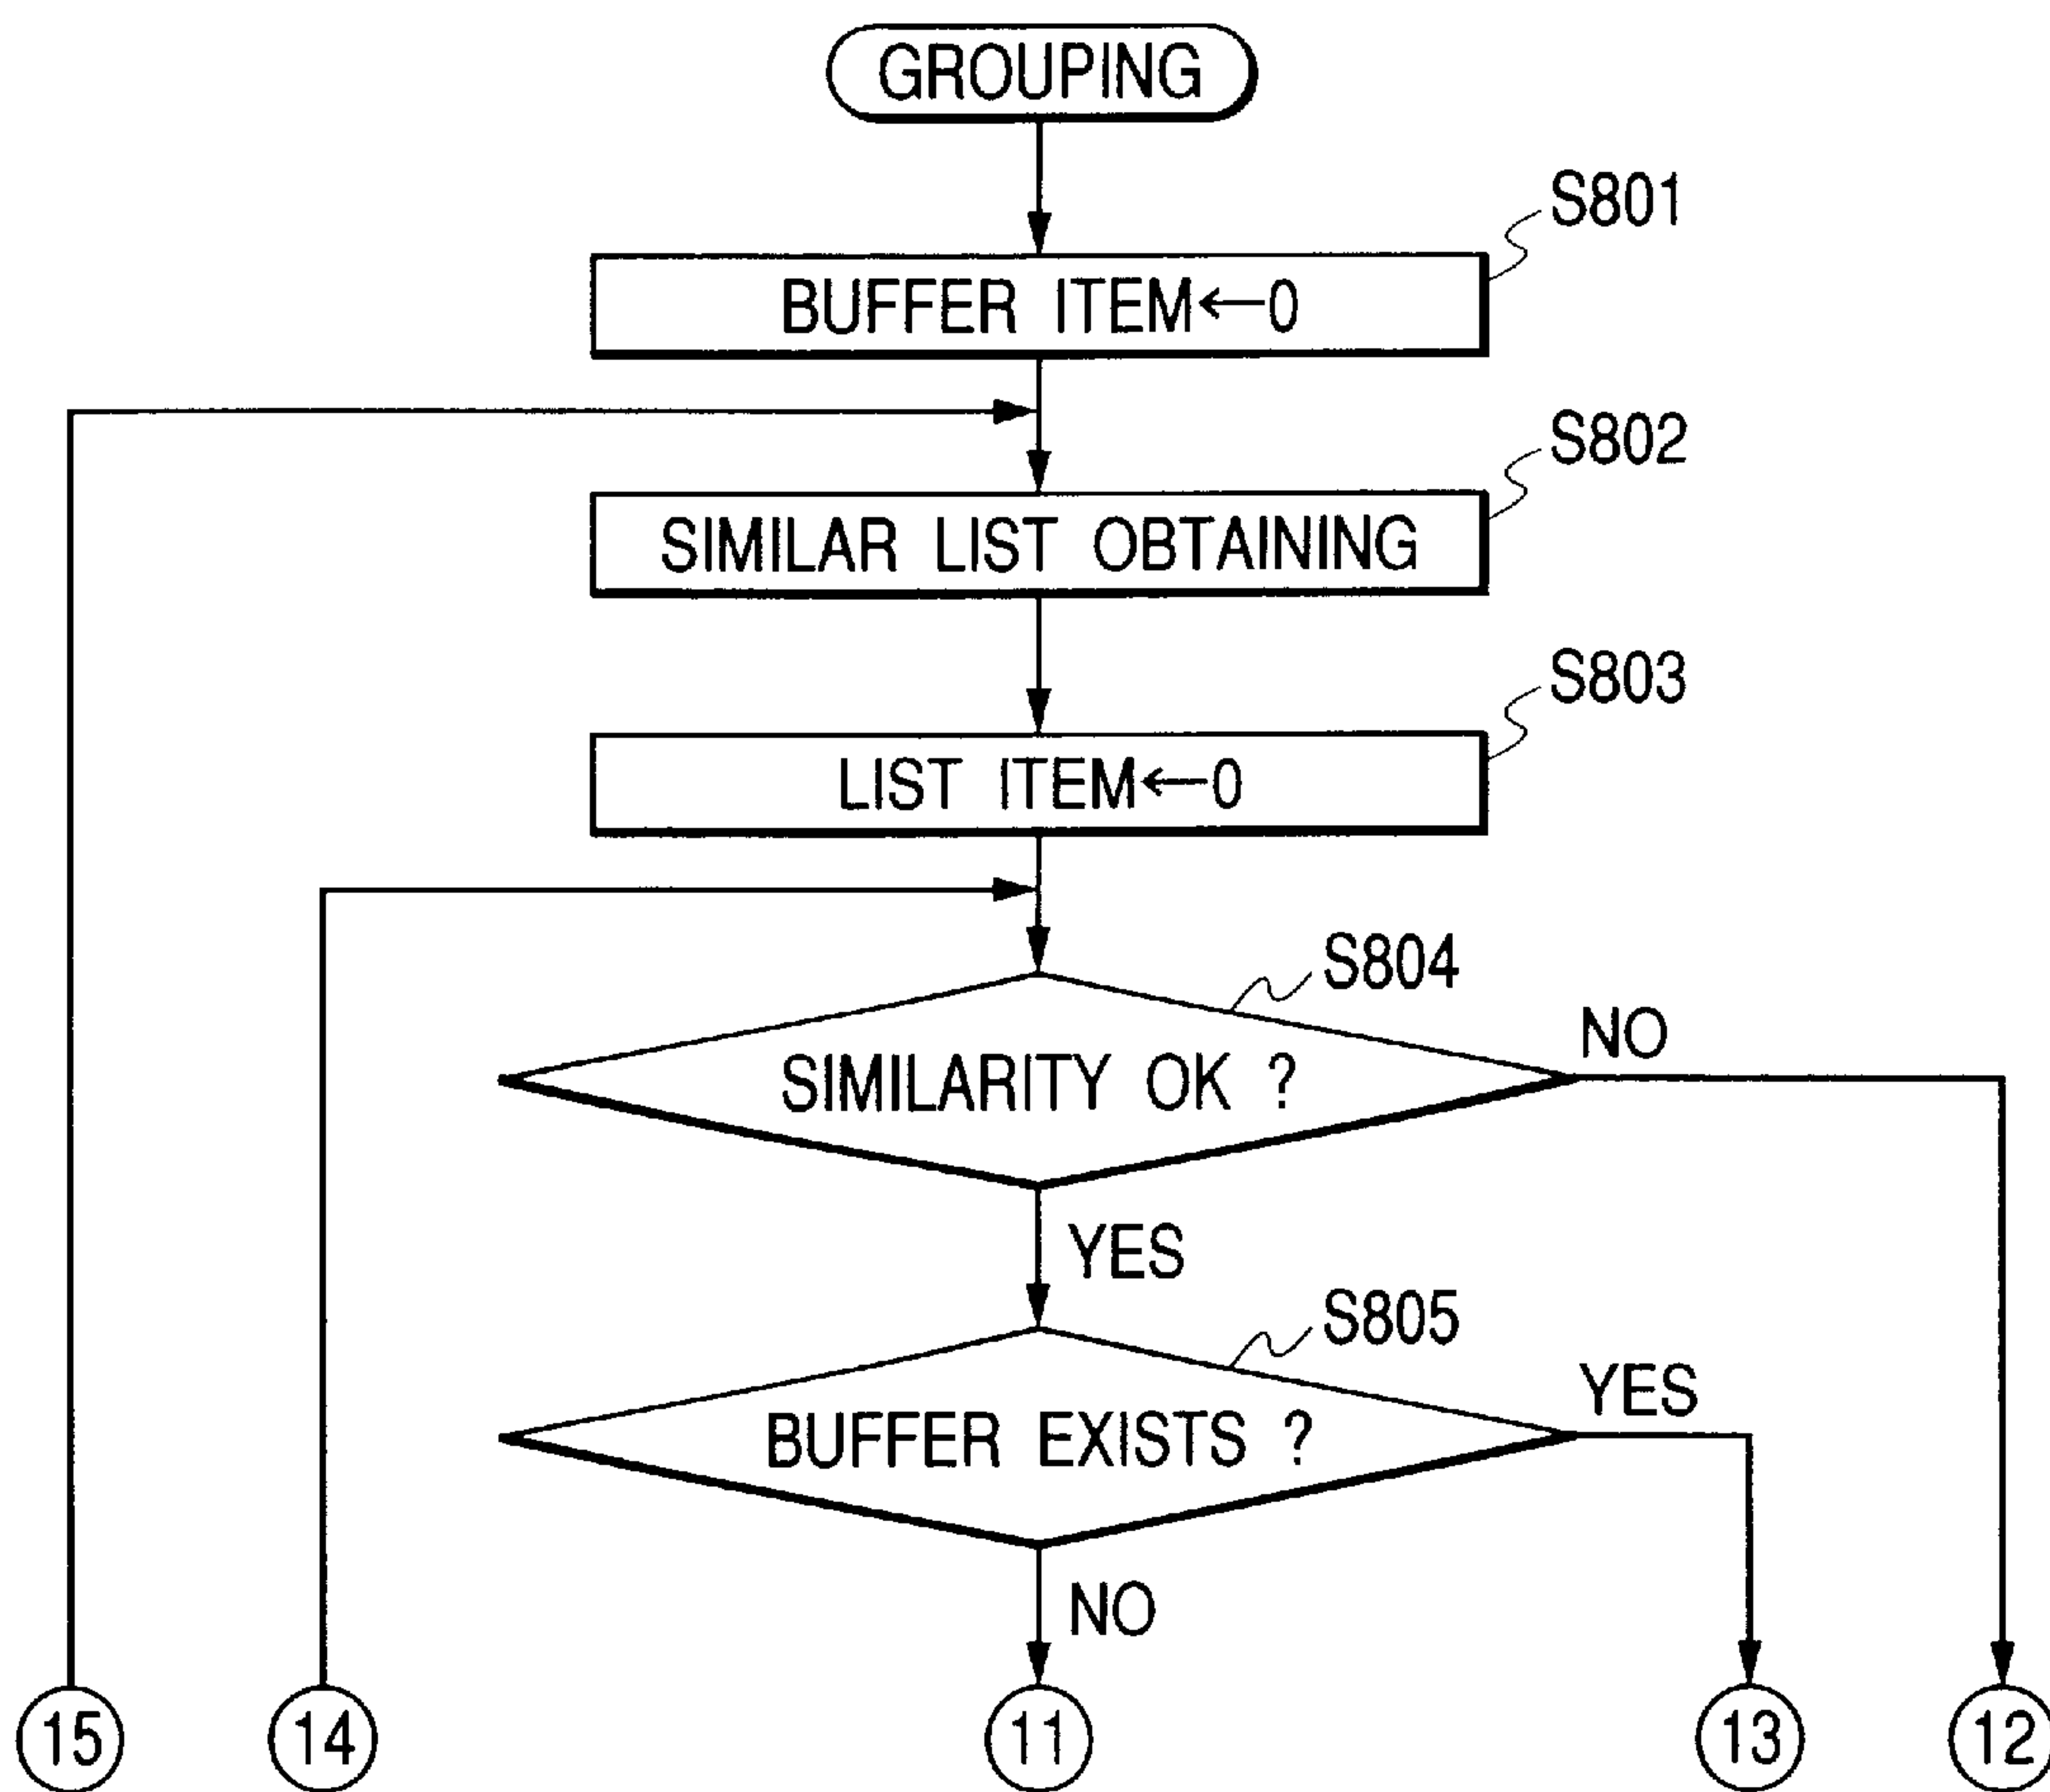 GROUPING
S801
BUFFER ITEM←0
S802
SIMILAR LIST OBTAINING
S803
LIST ITEM←0
S804
NO
SIMILARITY OK ?
YES
S805
YES
BUFFER EXISTS ?
NO
15
14
11
13
12